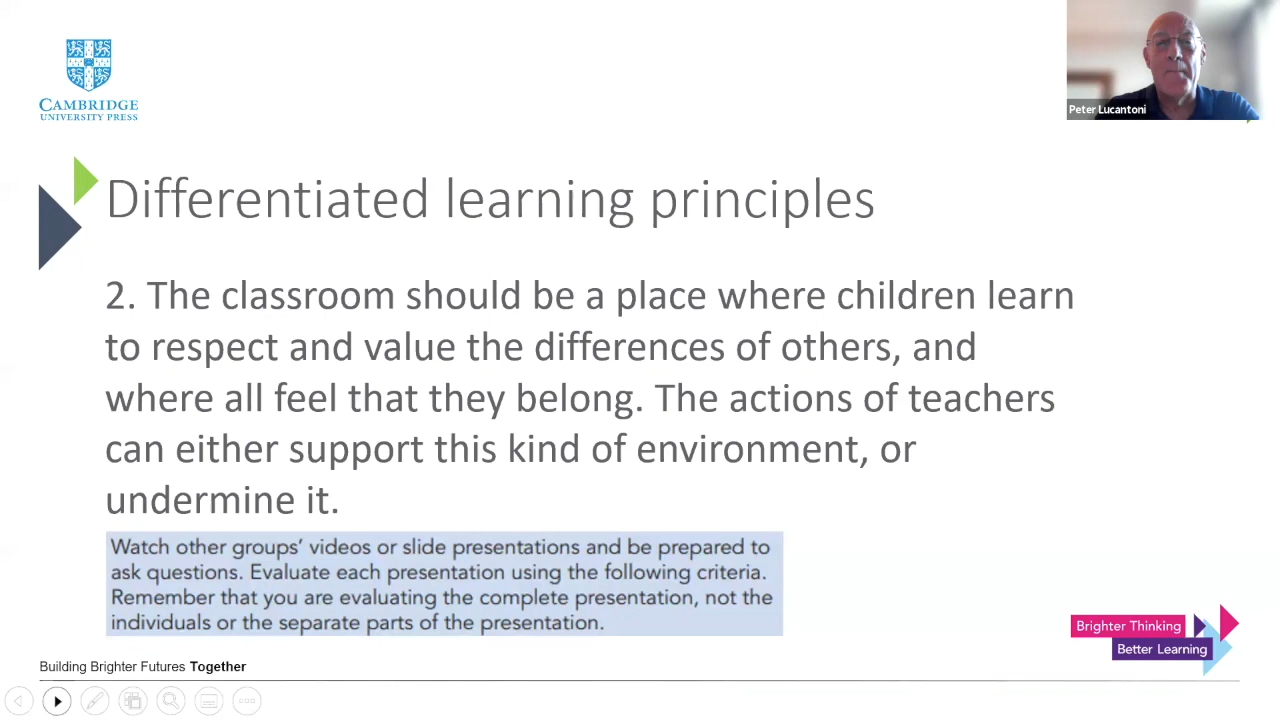 CAMBRIDGE
UNIVERSITY PRESS
Peter Lucantoni
Differentiated learning principles
2. The classroom should be a place where children learn
to respect and value the differences of others, and
where all feel that they belong. The actions of teachers
can either support this kind of environment, or
undermine it.
Watch other groups' videos or slide presentations and be prepared to
ask questions. Evaluate each presentation using the following criteria.
Remember that you are evaluating the complete presentation, not the
individuals or the separate parts of the presentation.
Brighter Thinking
Better Learning
Building Brighter Futures Together